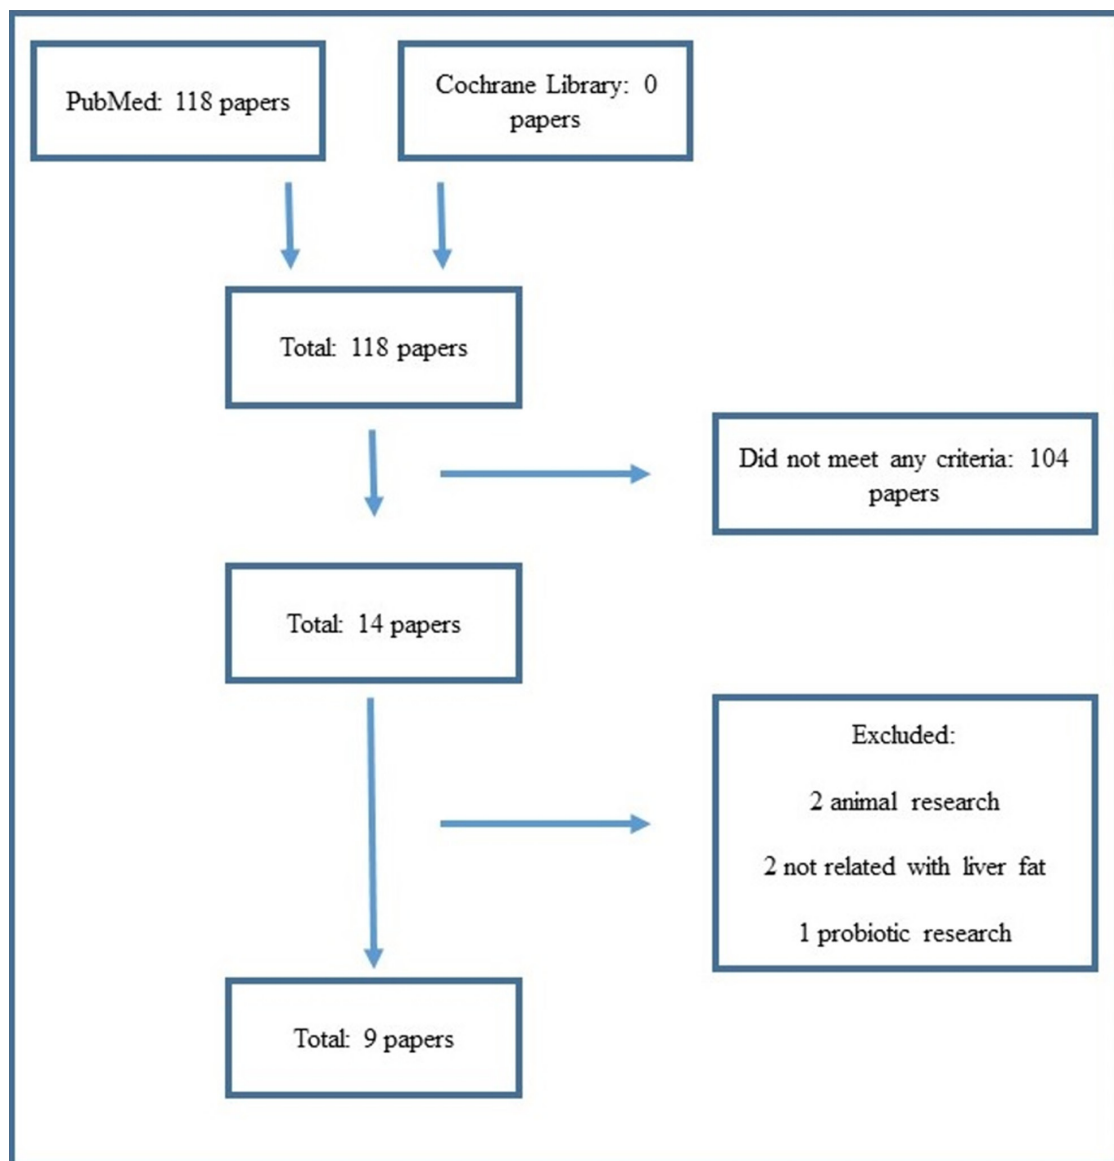 PubMed: 118 papers
Cochrane Library: 0
papers
Total: 118 papers
Did not meet any criteria: 104
papers
Total: 14 papers
Excluded:
2 animal research
2 not related with liver fat
1 probiotic research
Total: 9 papers